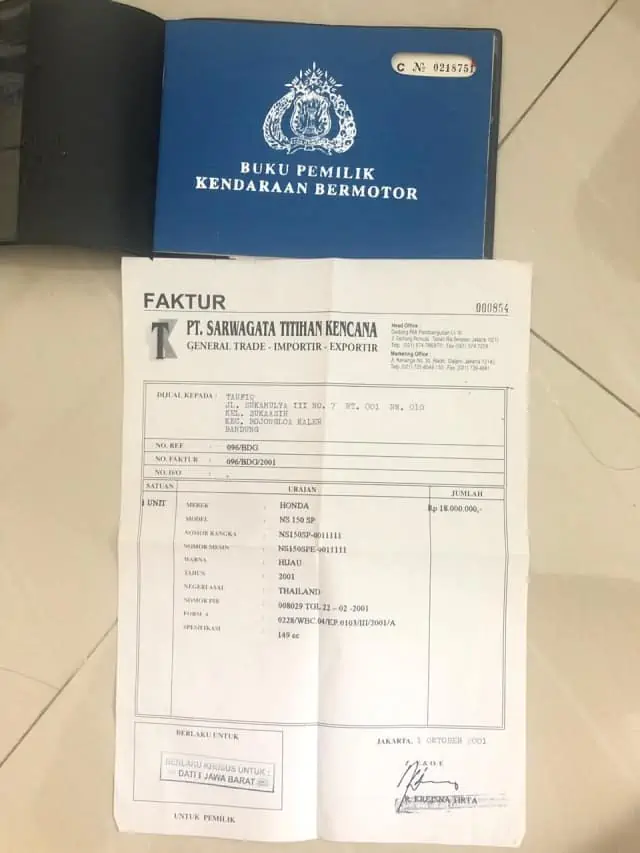 C № 0218751
BUKU PEMILIK
KENDARAAN BERMOTOR
FAKTUR
000854
TK
PT. SARWAGATA TITIHAN KENCANA
GENERAL TRADE - IMPORTIR - EXPORTIR
Head Office :
Marketing Office :
DIJUAL KEPADA : TAUFIQ
JL. SUKAMULYA III NO. 7 RT. 001 RW. 010
KEL. SUKAASIH
KEC. BOJONGLOA KALER
BANDUNG
NO. REF : 096/BDG
NO. FAKTUR : 096/BDG/2001
NO. D/O : -
SATUAN URAIAN JUMLAH
1 UNIT MEREK : HONDA Rp 18.000.000,-
MODEL : NS 150 SP
NOMOR RANGKA : NS150SP-0011111
NOMOR MESIN : NS150SPE-0011111
WARNA : HIJAU
TAHUN : 2001
NEGERI ASAL : THAILAND
NOMOR PIB : 008029 TGL 22 - 02 -2001
FORM A : 0228/WBC.04/KP.0103/III/2001/A
SPESIFIKASI : 149 cc
BERLAKU UNTUK
BERLAKU KHUSUS UNTUK :
DATI I JAWA BARAT
UNTUK PEMILIK
JAKARTA, 1 OKTOBER 2001
TIRTA